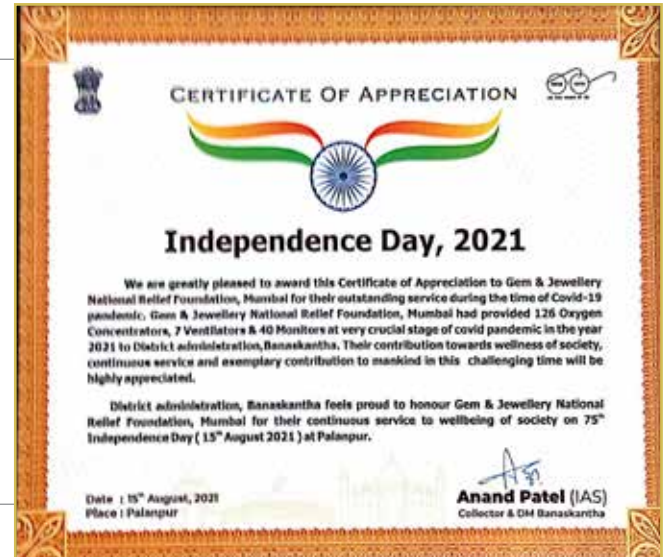 CERTIFICATE OF APPRECIATION
Independence Day, 2021
We are greatly pleased to award this Certificate of Appreciation to Gem & Jewellery
National Relief Foundation, Mumbai for their outstanding service during the time of Covid-19
pandemic. Gem & Jewellery National Relief Foundation, Mumbai had provided 126 Oxygen
Concentrators, 7 Ventilators & 40 Monitors at very crucial stage of covid pandemic in the year
2021 to District administration,Banaskantha. Their contribution towards wellness of society,
continuous service and exemplary contribution to mankind in this challenging time will be
highly appreciated.
District administration, Banaskantha feels proud to honour Gem & Jewellery National
Relief Foundation, Mumbai for their continuous service to wellbeing of society on 75th
Independence Day ( 15th August 2021 ) at Palanpur.
Date : 15th August, 2021
Place : Palanpur
Anand Patel (IAS)
Collector & DM Banaskantha